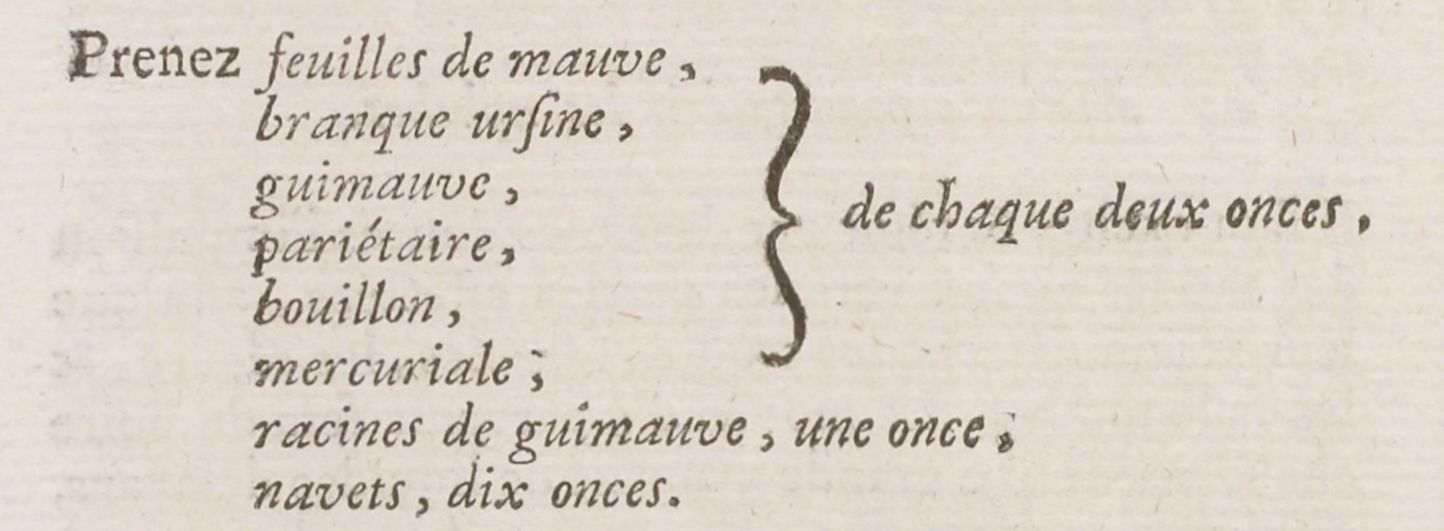 Prenez feuilles de mauve,
branque urſine,
guimauve,
pariétaire,
bouillon,
mercuriale;
de chaque deux onces,
racines de guimauve, une once;
navets, dix onces.